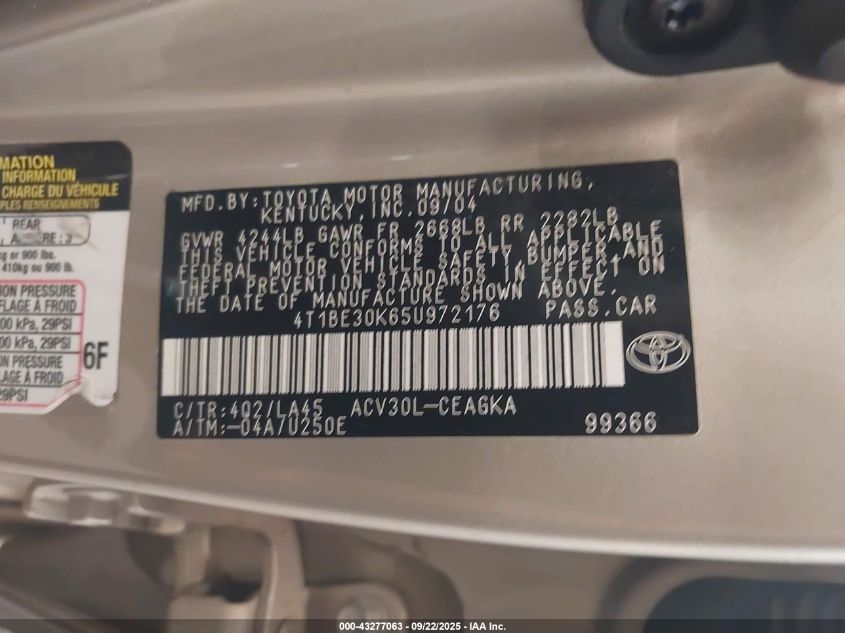 MATION
INFORMATION
CHARGE DU VÉHICULE
PLES RENSEIGNEMENTS
REAR
ARRIÈRE : 3
kg or 900 lbs.
410kg ou 900 lb.
ION PRESSURE
FLAGE À FROID
00 kPa, 29PSI
00 kPa, 29PSI
PRESSURE
LAGE À FROID
29PSI
6F
MFD. BY: TOYOTA MOTOR MANUFACTURING,
KENTUCKY, INC. 09/04
GVWR 4244LB GAWR FR 2668LB RR 2282LB
THIS VEHICLE CONFORMS TO ALL APPLICABLE
FEDERAL MOTOR VEHICLE SAFETY, BUMPER, AND
THEFT PREVENTION STANDARDS IN EFFECT ON
THE DATE OF MANUFACTURE SHOWN ABOVE.
4T1BE30K65U972176 PASS.CAR
C/TR:4Q2/LA45 ACV30L-CEAGKA
A/TM:-04A/U250E 99366
000-43277063 - 09/22/2025 - IAA Inc.